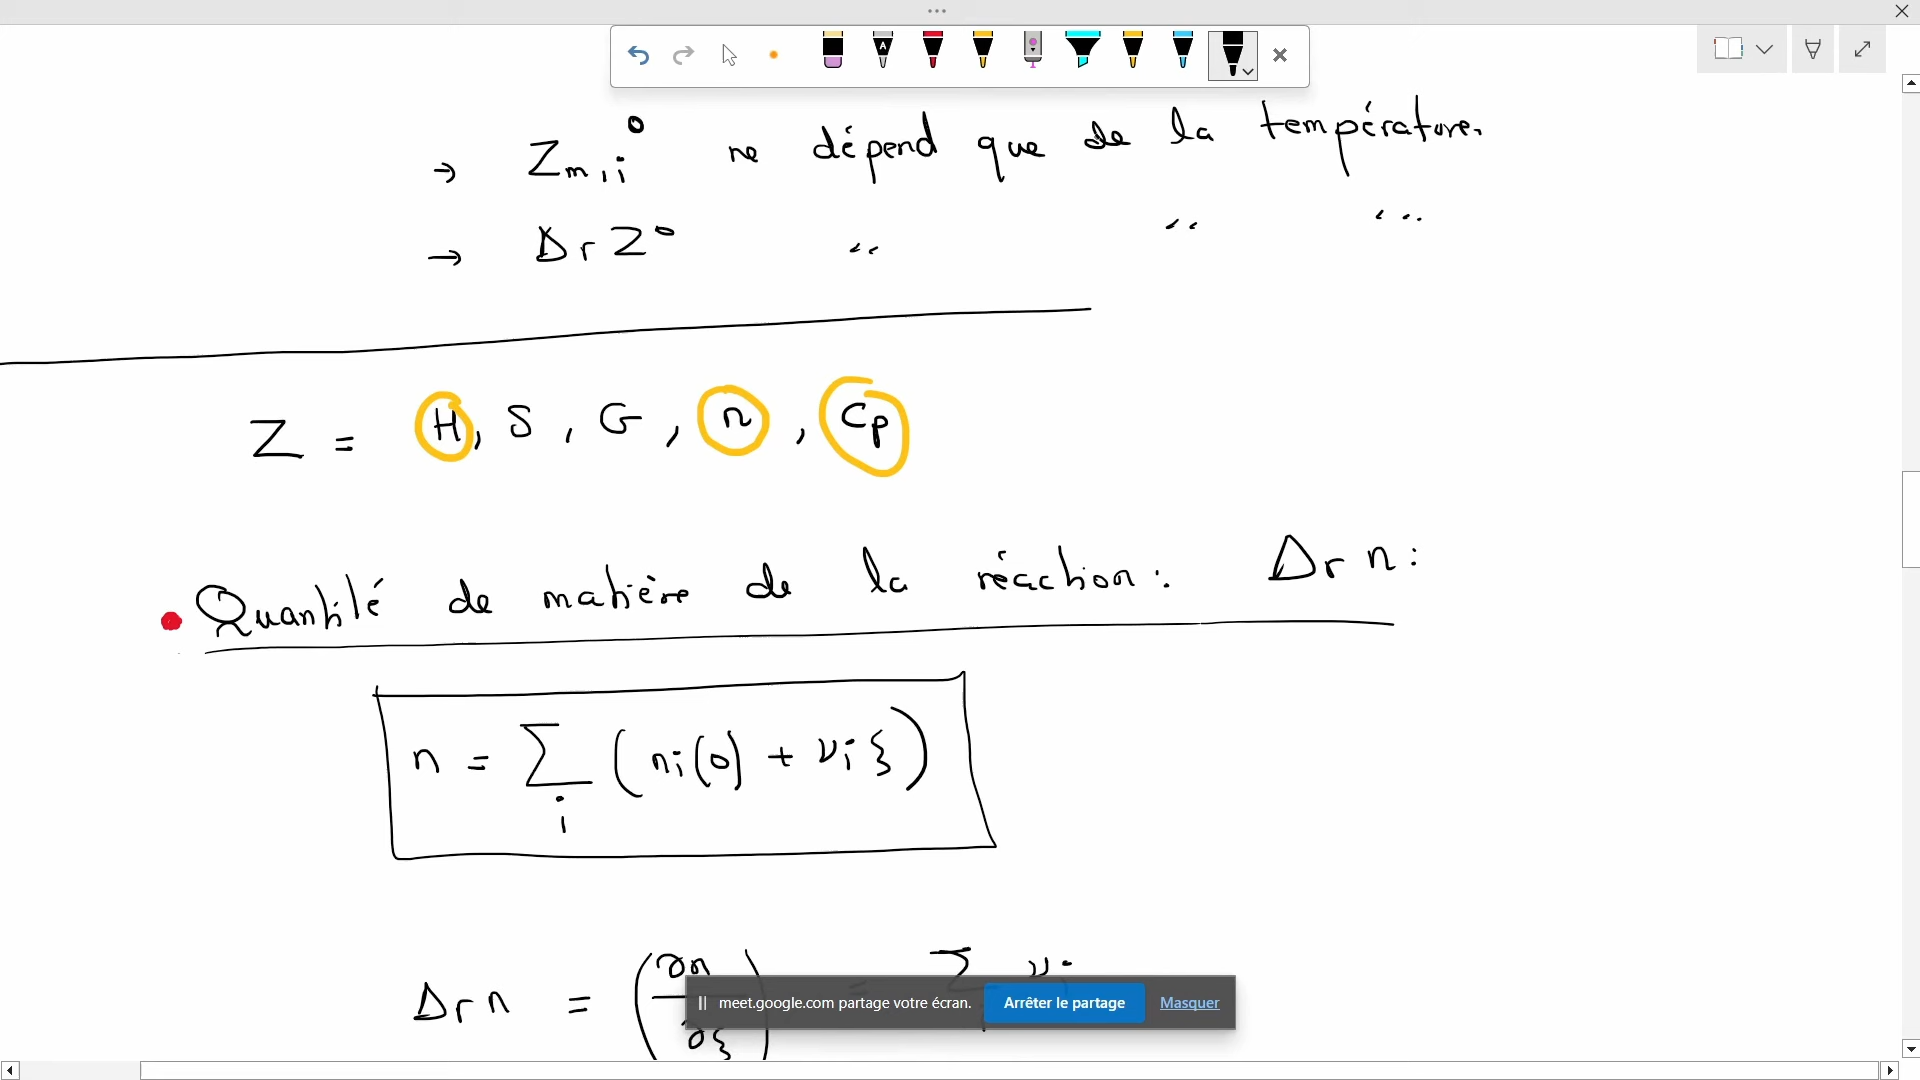 → Zm,i° ne dépend que de la température.
→ ΔrZ° " " "
Z = H, S, G, n, Cp
• Quantité de matière de la réaction : Δr n :
n = Σi (ni(0) + νi ξ)
Δr n = (∂n/∂ξ) = Σ νi
meet.google.com partage votre écran. Arrêter le partage Masquer